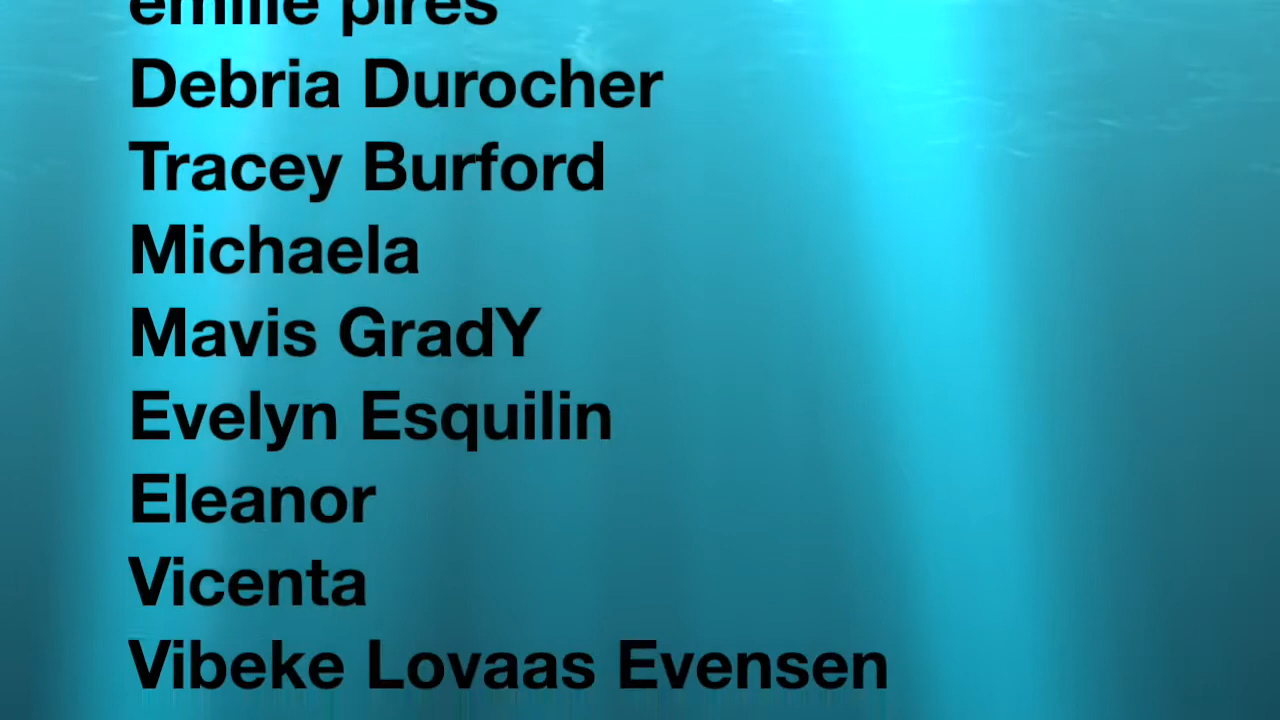 emilie pires
Debria Durocher
Tracey Burford
Michaela
Mavis GradY
Evelyn Esquilin
Eleanor
Vicenta
Vibeke Lovaas Evensen